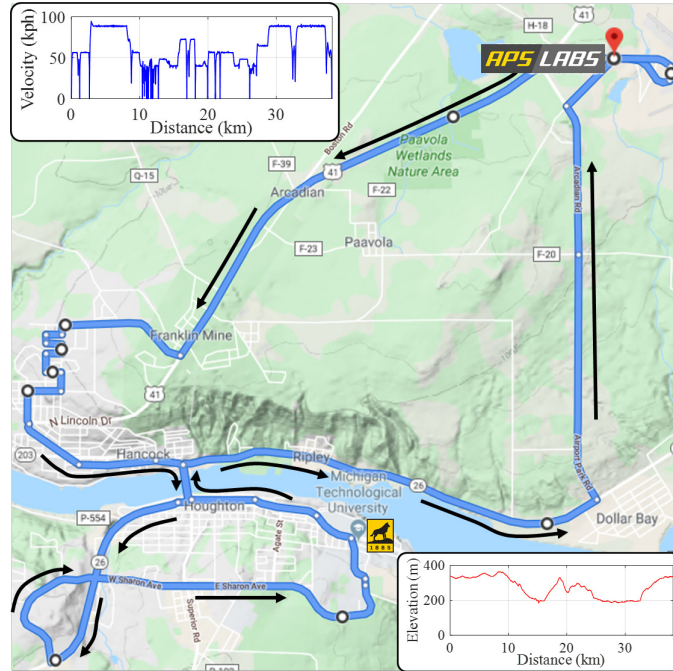 100
50
0
Velocity (kph)
0
10
20
30
Distance (km)
H-18
APS LABS
Boston Rd
Paavola
Wetlands
Nature Area
41
F-39
Q-15
Arcadian
F-22
Arcadian Rd
F-23
Paavola
F-20
Franklin Mine
41
N Lincoln Dr
203
Hancock
Ripley
Michigan
Technological
University
26
Airport Park Rd
Houghton
P-554
Agate St
1885
Dollar Bay
26
W Sharon Ave
E Sharon Ave
Superior Rd
Elevation (m)
400
200
0
0
10
20
30
Distance (km)